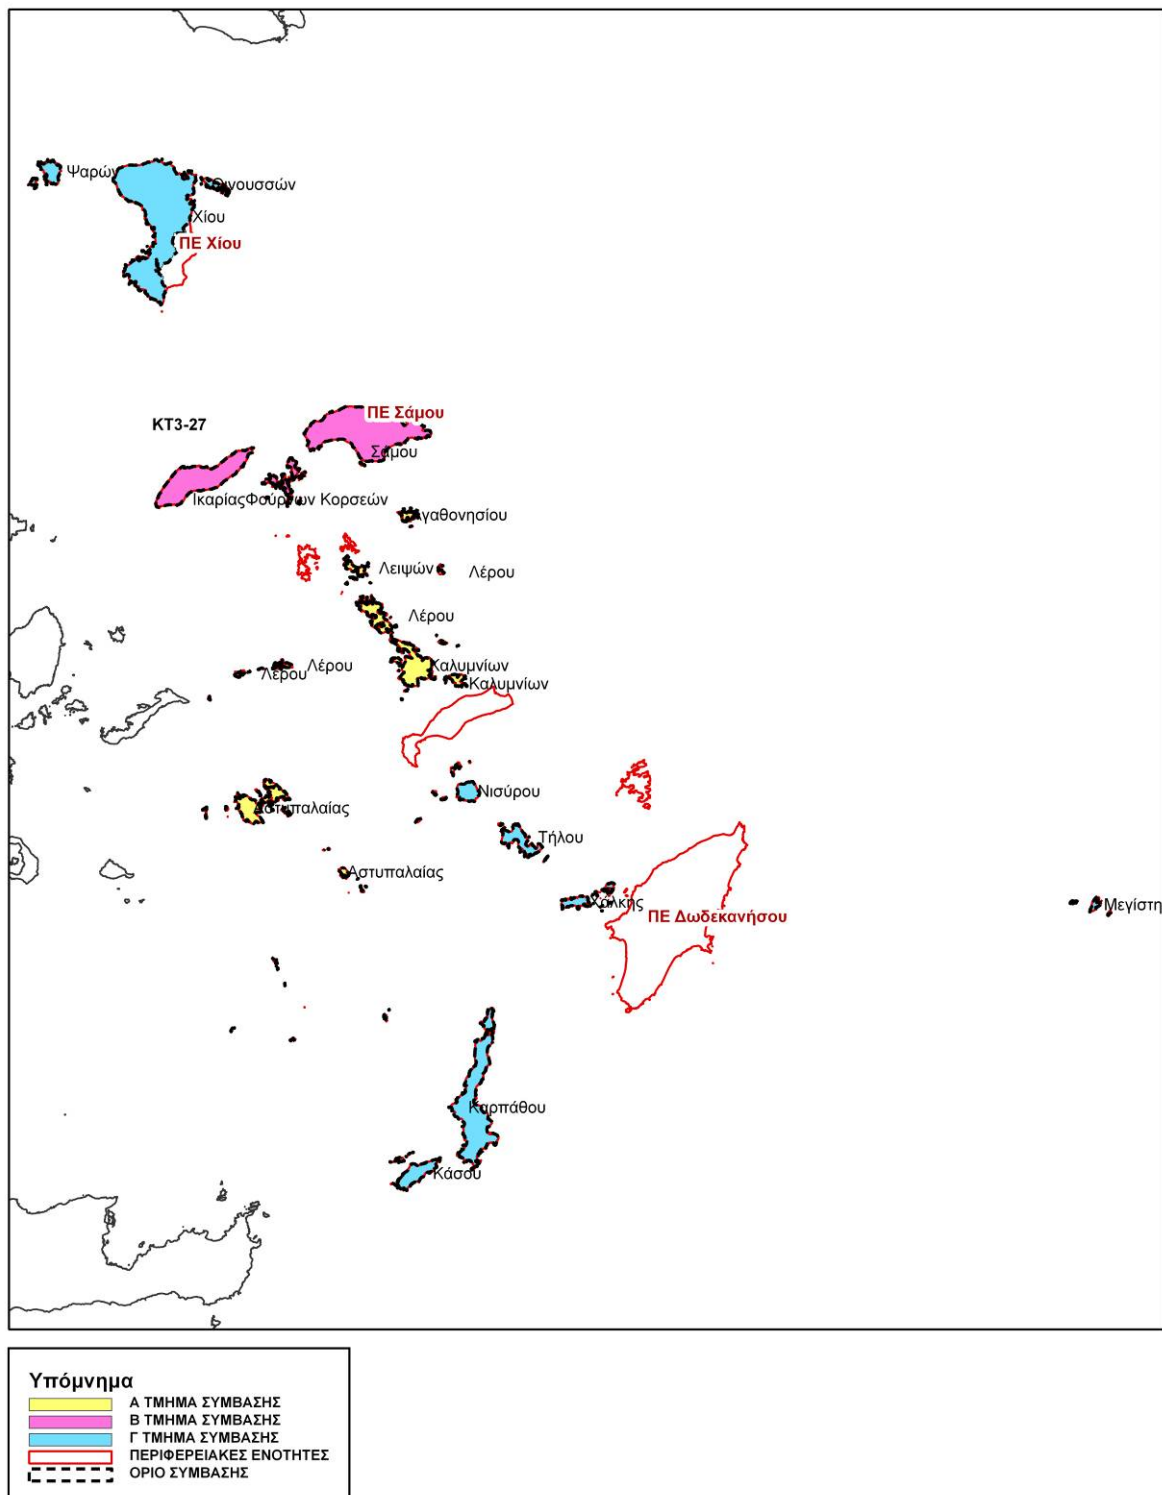 Ψαρών
Οινουσσών
Χίου
ΠΕ Χίου
ΠΕ Σάμου
ΚΤ3-27
Σάμου
Ικαρίας
Φούρνων Κορσεών
Αγαθονησίου
Λειψών
Λέρου
Λέρου
Λέρου
Λέρου
Καλυμνίων
Καλυμνίων
Νισύρου
Αστυπαλαίας
Τήλου
Αστυπαλαίας
Χάλκης
Μεγίστη
ΠΕ Δωδεκανήσου
Καρπάθου
Κάσου
Υπόμνημα
Α ΤΜΗΜΑ ΣΥΜΒΑΣΗΣ
Β ΤΜΗΜΑ ΣΥΜΒΑΣΗΣ
Γ ΤΜΗΜΑ ΣΥΜΒΑΣΗΣ
ΠΕΡΙΦΕΡΕΙΑΚΕΣ ΕΝΟΤΗΤΕΣ
ΟΡΙΟ ΣΥΜΒΑΣΗΣ